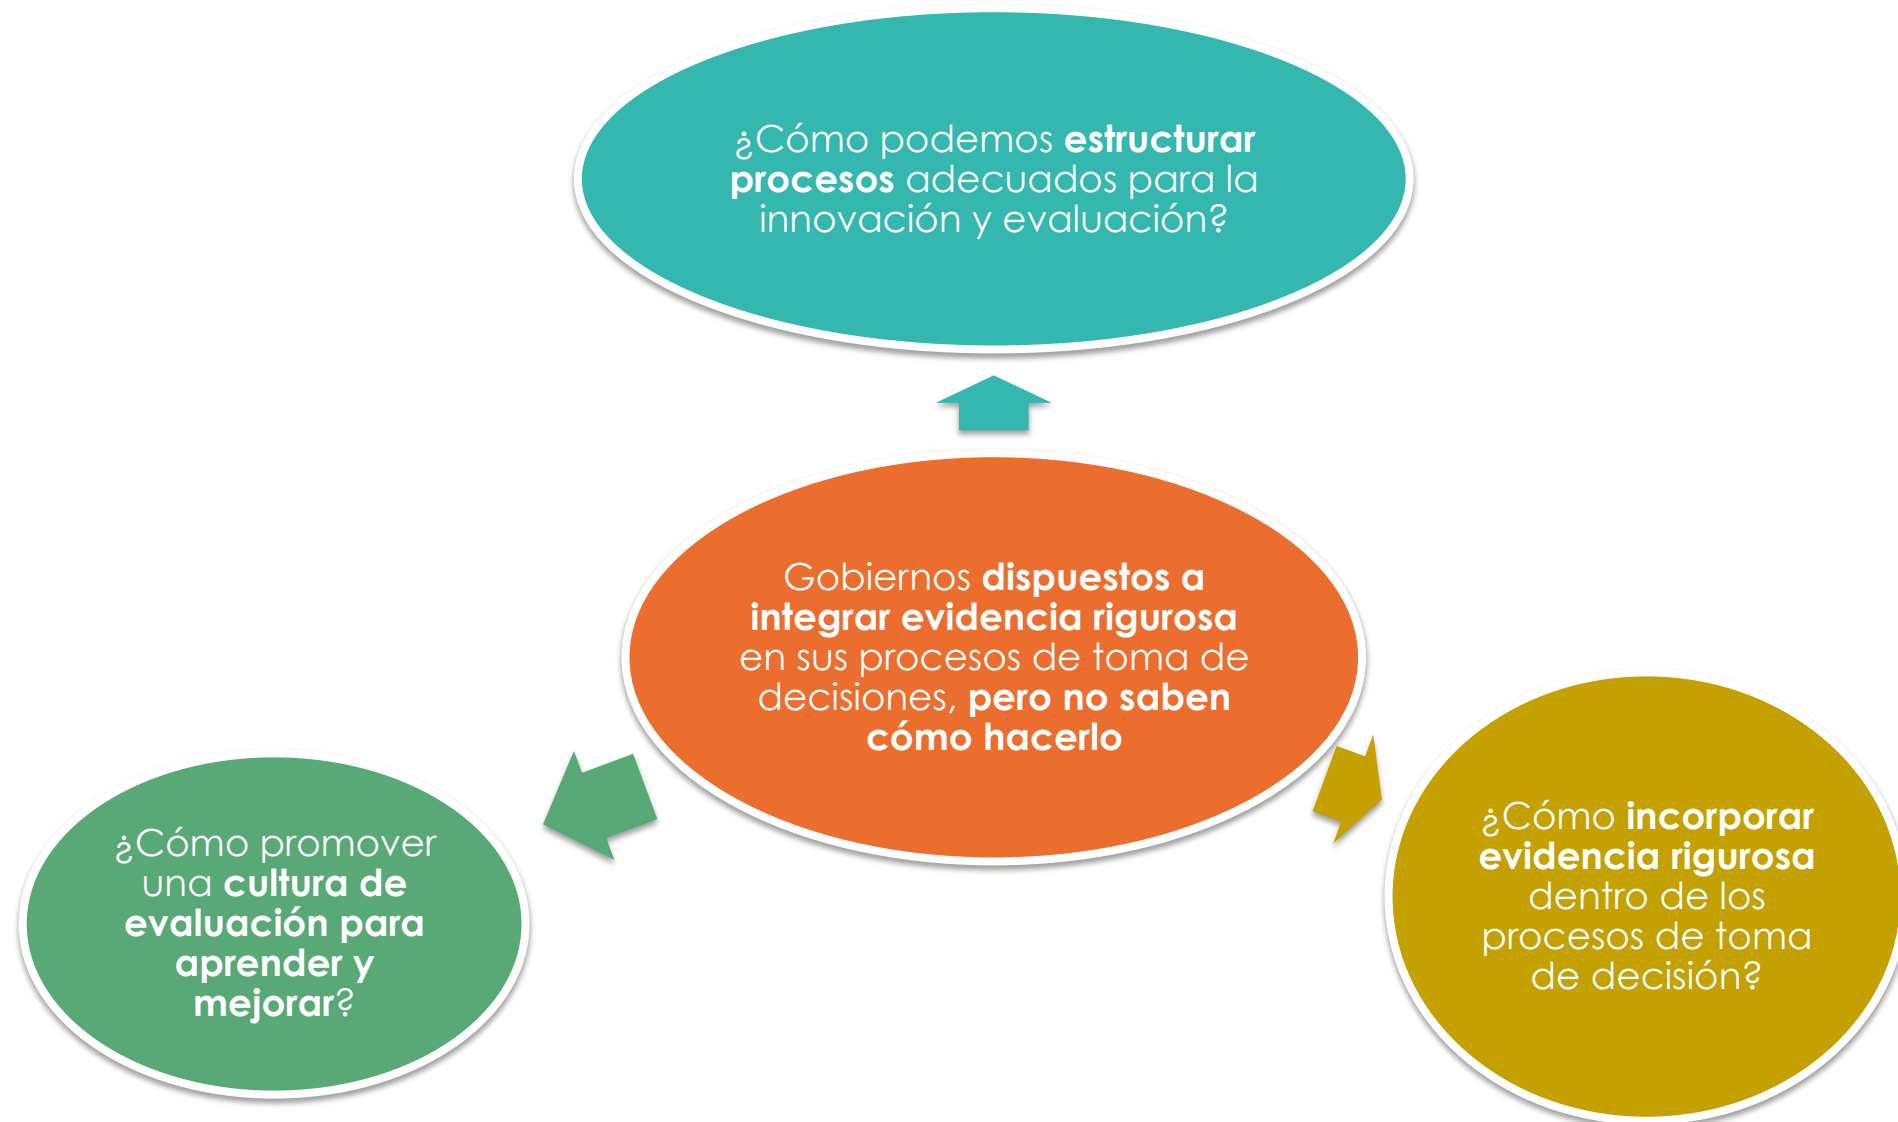 ¿Cómo podemos estructurar
procesos adecuados para la
innovación y evaluación?
Gobiernos dispuestos a
integrar evidencia rigurosa
en sus procesos de toma de
decisiones, pero no saben
cómo hacerlo
¿Cómo promover
una cultura de
evaluación para
aprender y
mejorar?
¿Cómo incorporar
evidencia rigurosa
dentro de los
procesos de toma
de decisión?